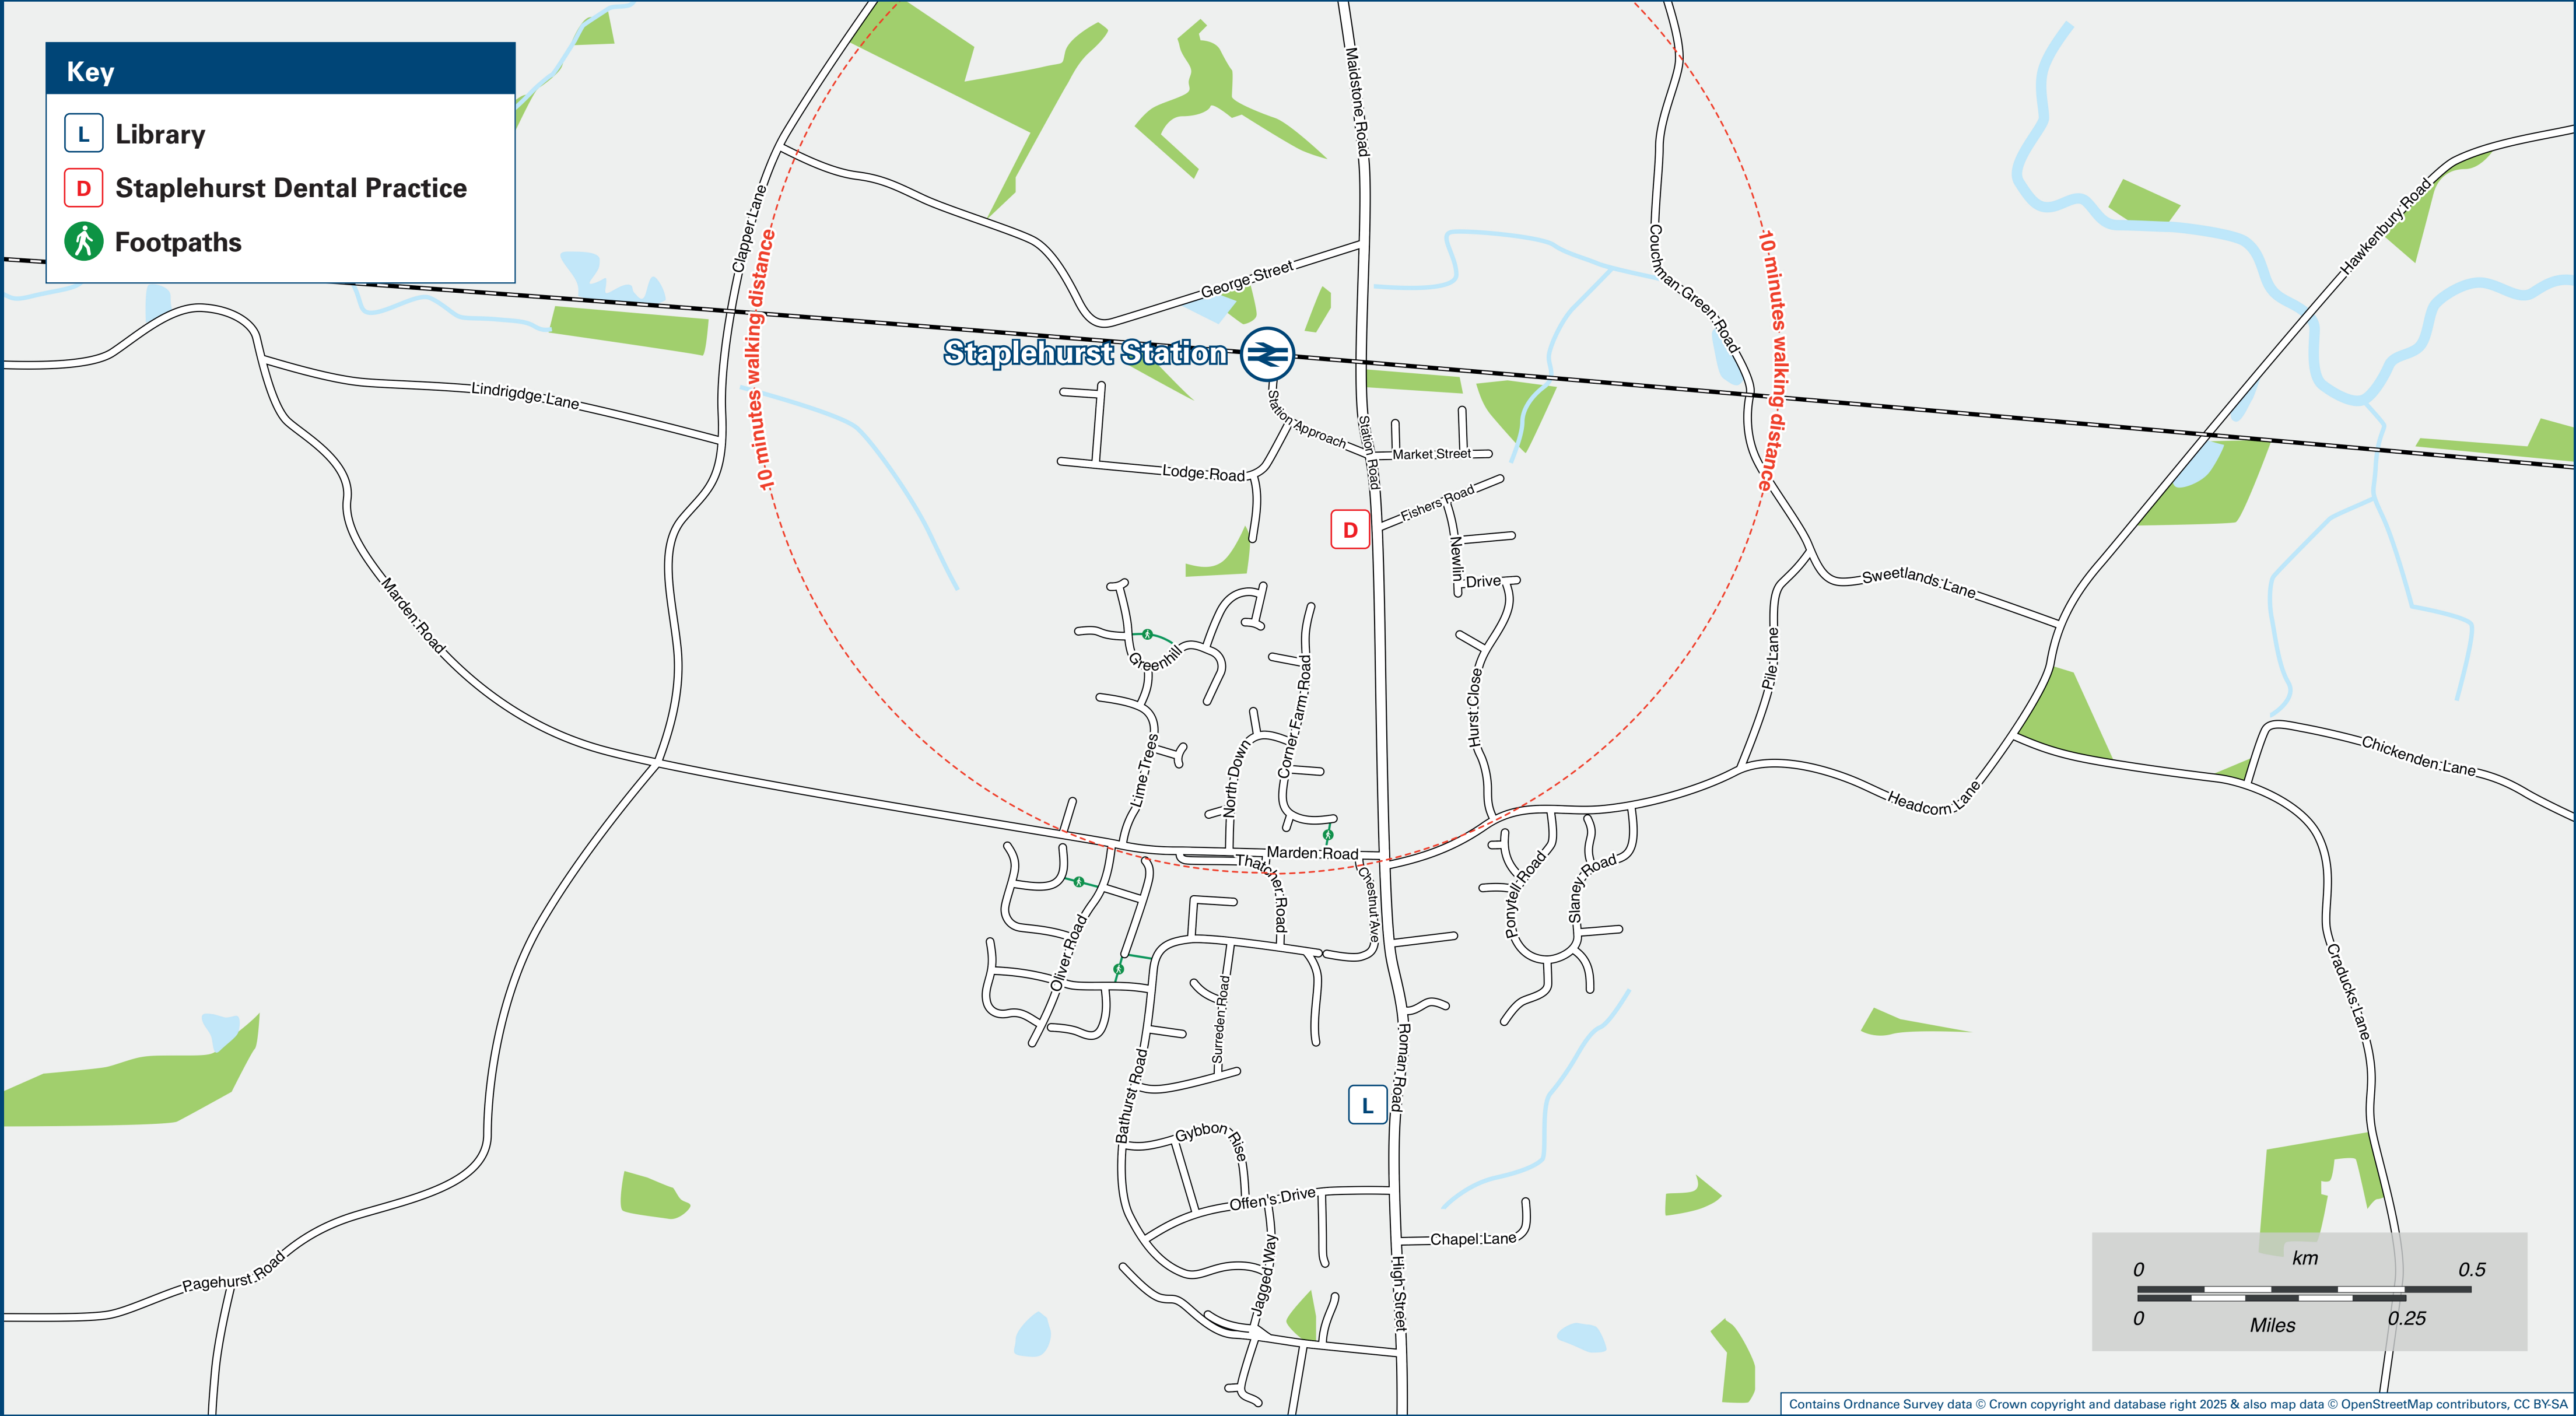 Key
L Library
D Staplehurst Dental Practice
Footpaths
Maidstone Road
Clapper Lane
10 minutes walking distance
George Street
Couchman Green Road
10 minutes walking distance
Hawkenbury Road
Staplehurst Station
Lindrigdge Lane
Station Approach
Station Road
Market Street
Lodge Road
Fishers Road
D
Newlin
Drive
Sweetlands Lane
Marden Road
Greenhill
Corner Farm Road
Hurst Close
Pile Lane
Lime Trees
North Down
Chickenden Lane
Headcorn Lane
Marden Road
Thatcher Road
Chestnut Ave
Ponytell Road
Slaney Road
Oliver Road
Craducks Lane
Surreden Road
Roman Road
Bathurst Road
L
Gybbon Rise
Offen's Drive
Chapel Lane
Jagged Way
High Street
Pagehurst Road
km
0 0.5
0 0.25
Miles
Contains Ordnance Survey data © Crown copyright and database right 2025 & also map data © OpenStreetMap contributors, CC BY-SA